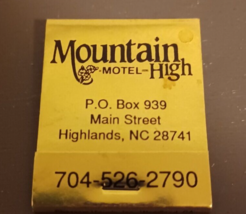 Mountain
MOTEL-High
P.O. Box 939
Main Street
Highlands, NC 28741
704-526-2790